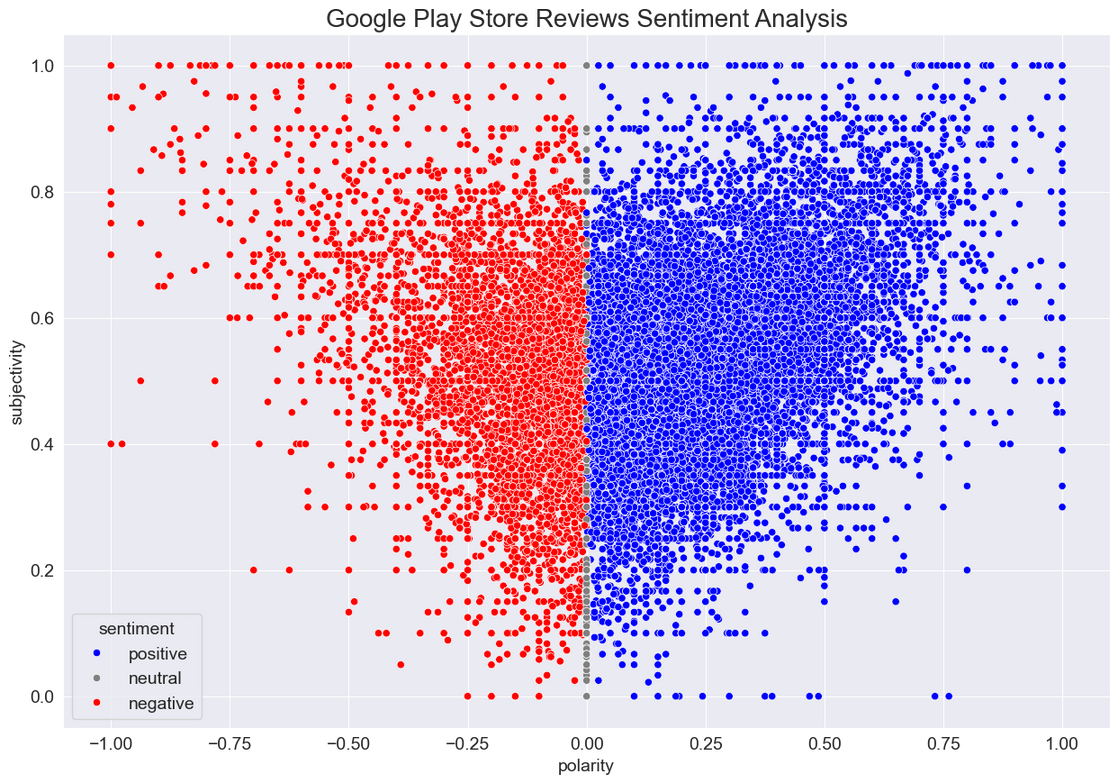 Google Play Store Reviews Sentiment Analysis
1.0
0.8
0.6
0.4
0.2
0.0
subjectivity
sentiment
positive
neutral
negative
−1.00 −0.75 −0.50 −0.25 0.00 0.25 0.50 0.75 1.00
polarity